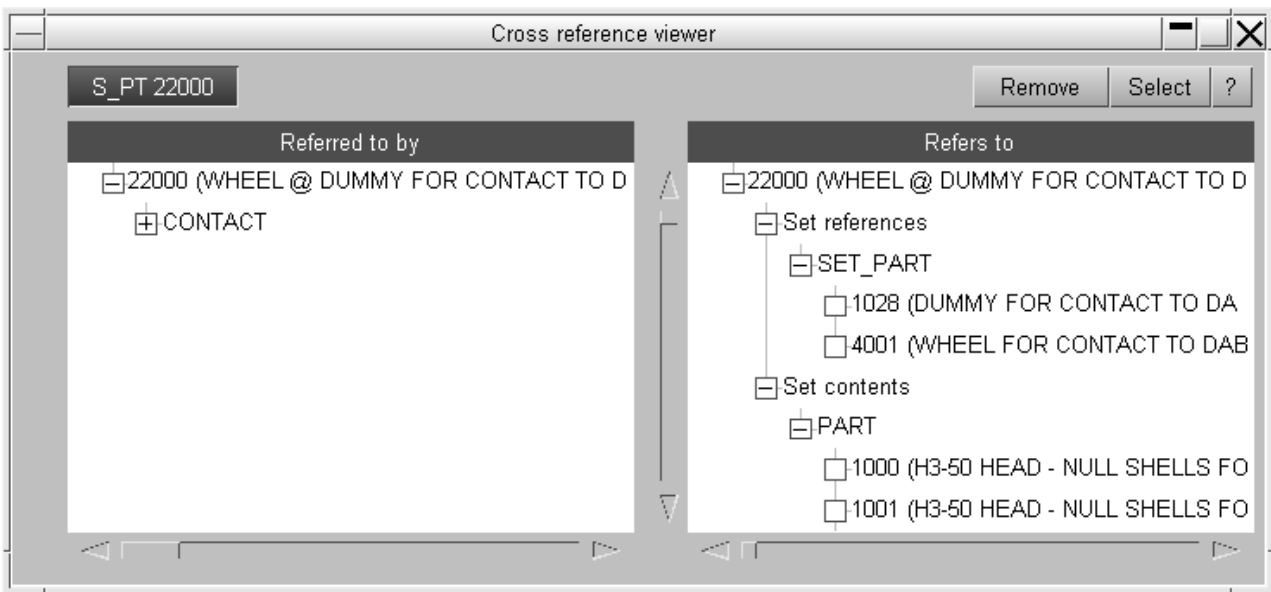 Cross reference viewer
S_PT 22000
Remove
Select
?
Referred to by
22000 (WHEEL @ DUMMY FOR CONTACT TO D
CONTACT
Refers to
22000 (WHEEL @ DUMMY FOR CONTACT TO D
Set references
SET_PART
1028 (DUMMY FOR CONTACT TO DA
4001 (WHEEL FOR CONTACT TO DAB
Set contents
PART
1000 (H3-50 HEAD - NULL SHELLS FO
1001 (H3-50 HEAD - NULL SHELLS FO